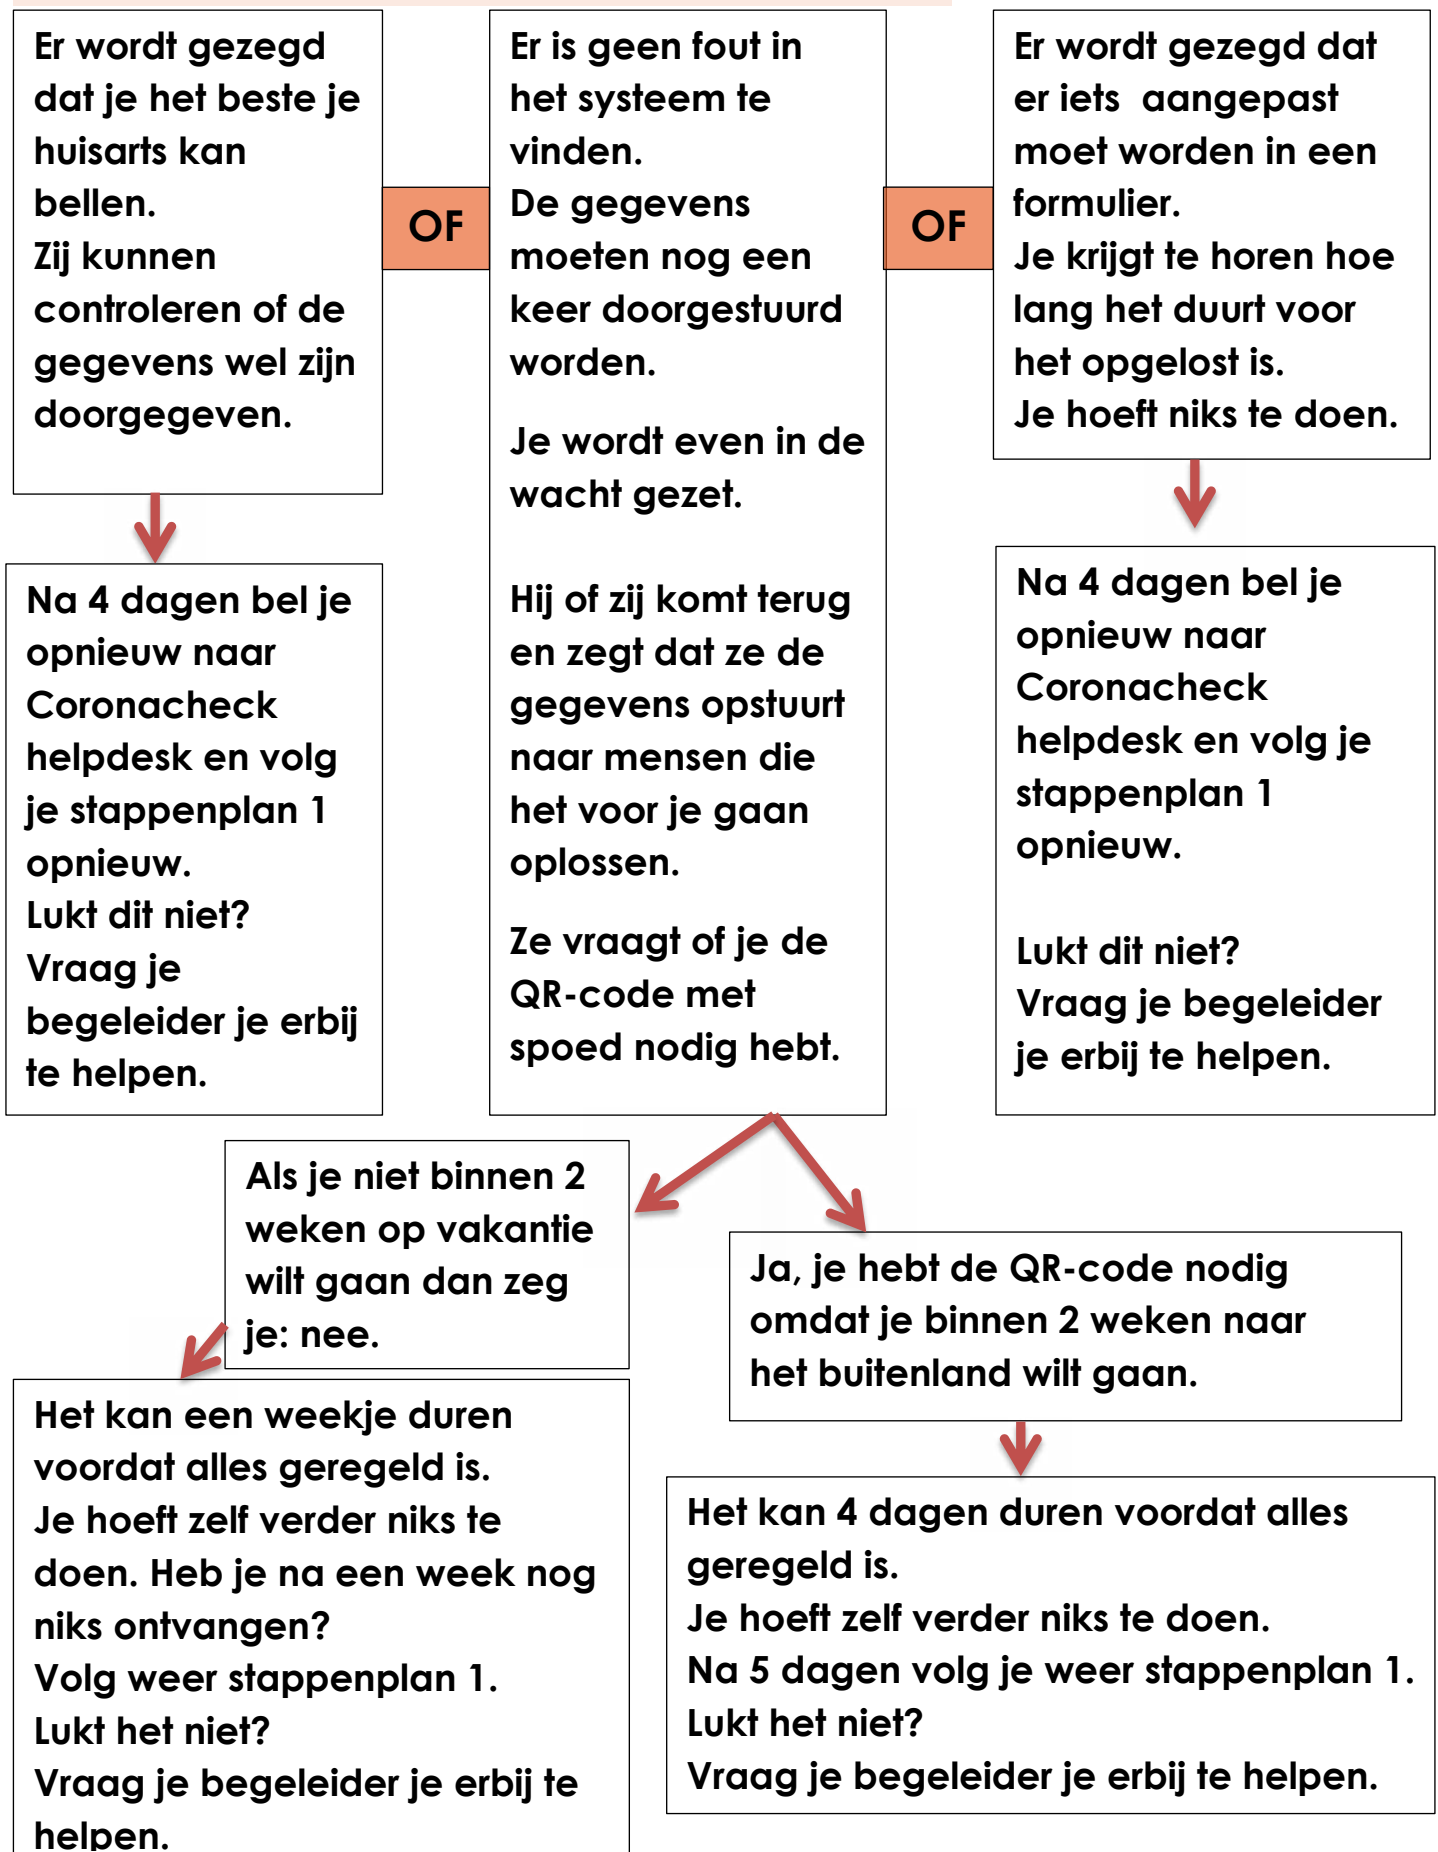 Er wordt gezegd
dat je het beste je
huisarts kan
bellen.
Zij kunnen
controleren of de
gegevens wel zijn
doorgegeven.
OF
Er is geen fout in
het systeem te
vinden.
De gegevens
moeten nog een
keer doorgestuurd
worden.
Je wordt even in de
wacht gezet.
Hij of zij komt terug
en zegt dat ze de
gegevens opstuurt
naar mensen die
het voor je gaan
oplossen.
Ze vraagt of je de
QR-code met
spoed nodig hebt.
OF
Er wordt gezegd dat
er iets  aangepast
moet worden in een
formulier.
Je krijgt te horen hoe
lang het duurt voor
het opgelost is.
Je hoeft niks te doen.
Na 4 dagen bel je
opnieuw naar
Coronacheck
helpdesk en volg
je stappenplan 1
opnieuw.
Lukt dit niet?
Vraag je
begeleider je erbij
te helpen.
Na 4 dagen bel je
opnieuw naar
Coronacheck
helpdesk en volg je
stappenplan 1
opnieuw.
Lukt dit niet?
Vraag je begeleider
je erbij te helpen.
Als je niet binnen 2
weken op vakantie
wilt gaan dan zeg
je: nee.
Ja, je hebt de QR-code nodig
omdat je binnen 2 weken naar
het buitenland wilt gaan.
Het kan een weekje duren
voordat alles geregeld is.
Je hoeft zelf verder niks te
doen. Heb je na een week nog
niks ontvangen?
Volg weer stappenplan 1.
Lukt het niet?
Vraag je begeleider je erbij te
helpen.
Het kan 4 dagen duren voordat alles
geregeld is.
Je hoeft zelf verder niks te doen.
Na 5 dagen volg je weer stappenplan 1.
Lukt het niet?
Vraag je begeleider je erbij te helpen.